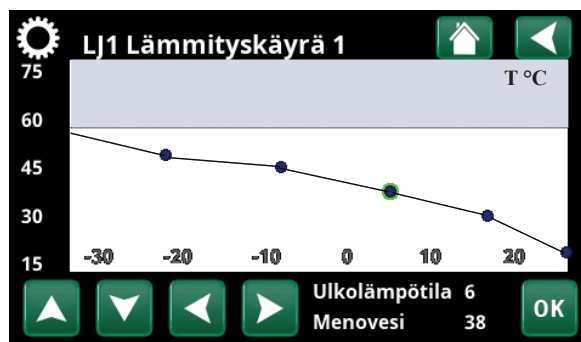 LJ1 Lämmityskäyrä 1
75
T °C
60
45
30
15
-30 -20 -10 0 10 20
Ulkolämpötila 6
Menovesi 38
OK